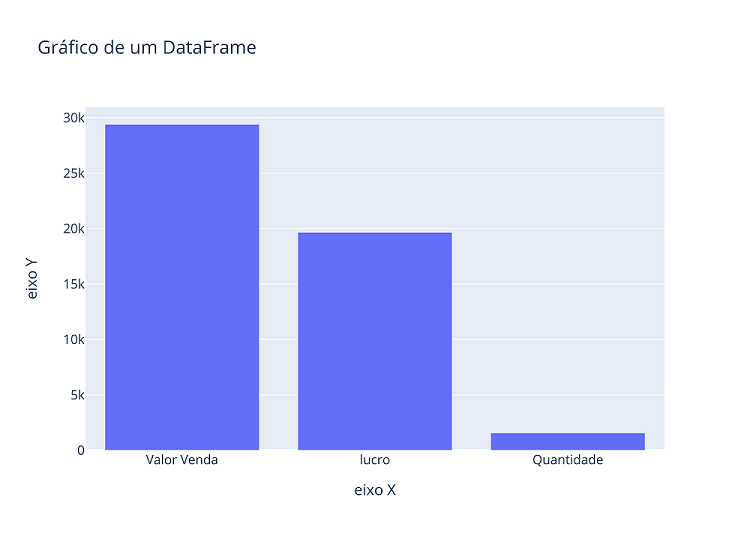 Gráfico de um DataFrame
30k
25k
20k
15k
10k
5k
0
eixo Y
Valor Venda
lucro
Quantidade
eixo X